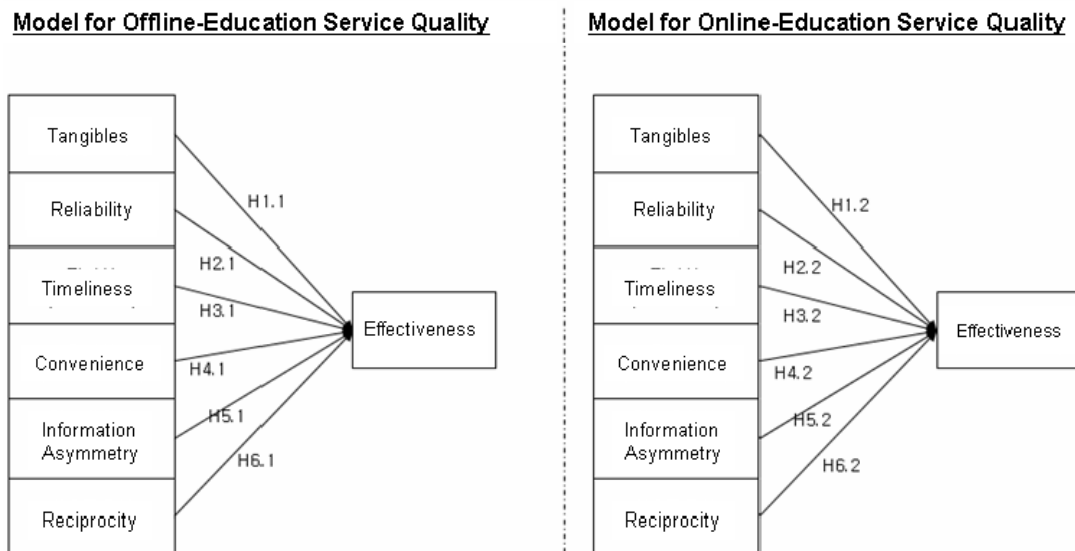 Model for Offline-Education Service Quality
Tangibles
Reliability
Timeliness
Convenience
Information
Asymmetry
Reciprocity
H1.1
H2.1
H3.1
H4.1
H5.1
H6.1
Effectiveness
Model for Online-Education Service Quality
Tangibles
Reliability
Timeliness
Convenience
Information
Asymmetry
Reciprocity
H1.2
H2.2
H3.2
H4.2
H5.2
H6.2
Effectiveness